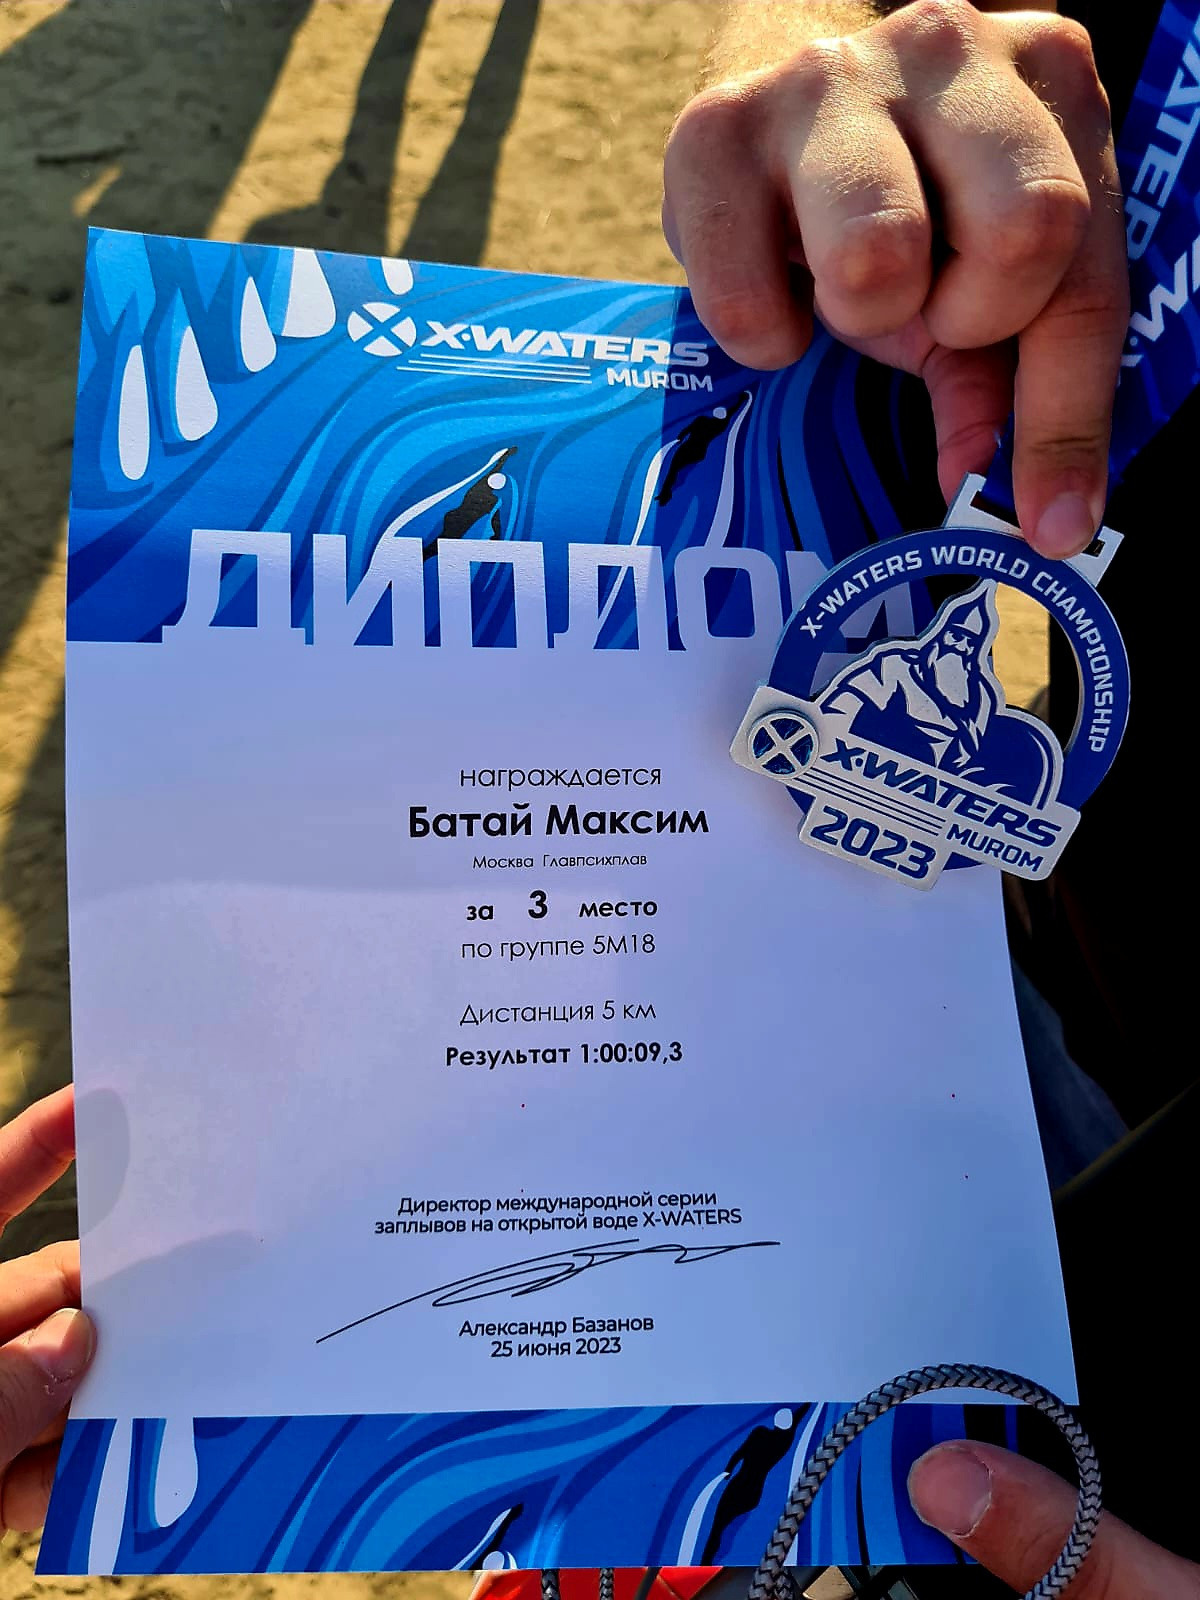 X-WATERS
MUROM
ДИПЛОМ
награждается
Батай Максим
Москва Главпсихплав
за 3 место
по группе 5М18
Дистанция 5 км
Результат 1:00:09,3
Директор международной серии
заплывов на открытой воде X-WATERS
Александр Базанов
25 июня 2023
X-WATERS WORLD CHAMPIONSHIP
X-WATERS
MUROM
2023